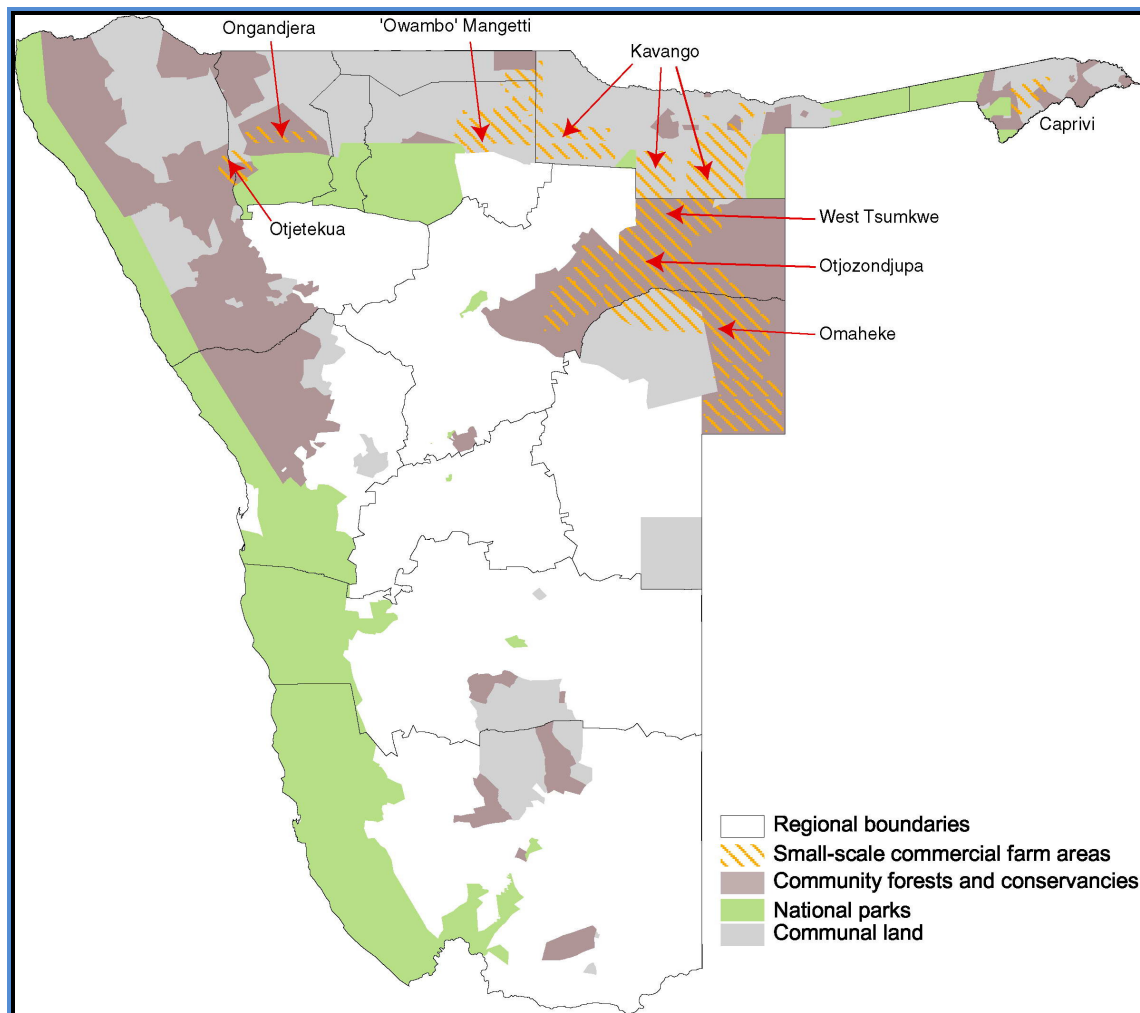 Ongandjera
'Owambo' Mangetti
Kavango
Caprivi
Otjetekua
West Tsumkwe
Otjozondjupa
Omaheke
Regional boundaries
Small-scale commercial farm areas
Community forests and conservancies
National parks
Communal land